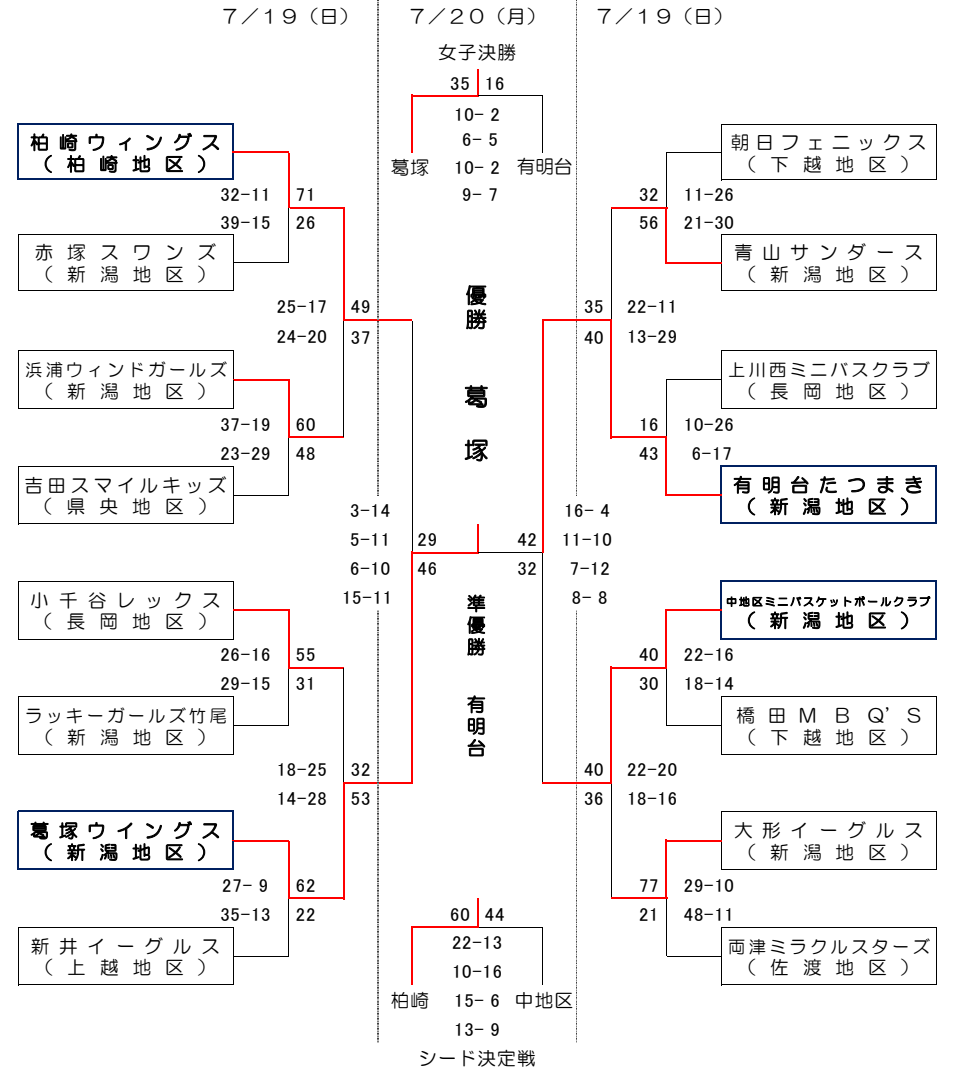 ７／１９（日）
７／２０（月）
７／１９（日）
女子決勝
35 16
10- 2
6- 5
葛塚 10- 2 有明台
9- 7
柏崎ウィングス
（柏崎地区）
32-11 71
39-15 26
赤塚スワンズ
（新潟地区）
25-17 49
24-20 37
浜浦ウィンドガールズ
（新潟地区）
37-19 60
23-29 48
吉田スマイルキッズ
（県央地区）
3-14
5-11 29
6-10 46
15-11
小千谷レックス
（長岡地区）
26-16 55
29-15 31
ラッキーガールズ竹尾
（新潟地区）
18-25 32
14-28 53
葛塚ウイングス
（新潟地区）
27- 9 62
35-13 22
新井イーグルス
（上越地区）
優勝
葛塚
準優勝
有明台
朝日フェニックス
（下越地区）
32 11-26
56 21-30
青山サンダース
（新潟地区）
35 22-11
40 13-29
上川西ミニバスクラブ
（長岡地区）
16 10-26
43 6-17
有明台たつまき
（新潟地区）
16- 4
42 11-10
32 7-12
8- 8
中地区ミニバスケットボールクラブ
（新潟地区）
40 22-16
30 18-14
橋田ＭＢＱ’Ｓ
（下越地区）
40 22-20
36 18-16
大形イーグルス
（新潟地区）
77 29-10
21 48-11
両津ミラクルスターズ
（佐渡地区）
60 44
22-13
10-16
柏崎 15- 6 中地区
13- 9
シード決定戦